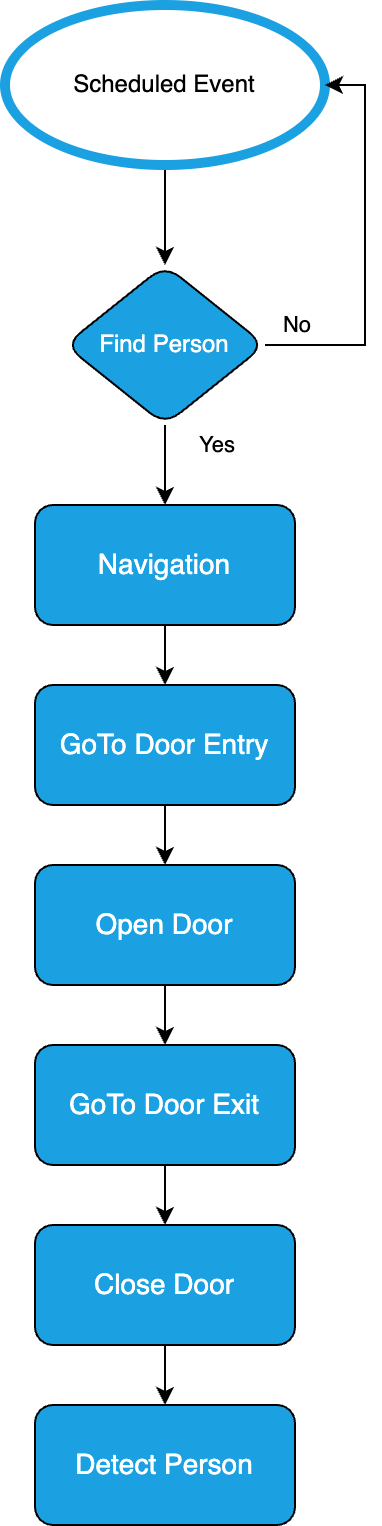 Scheduled Event
Find Person
No
Yes
Navigation
GoTo Door Entry
Open Door
GoTo Door Exit
Close Door
Detect Person